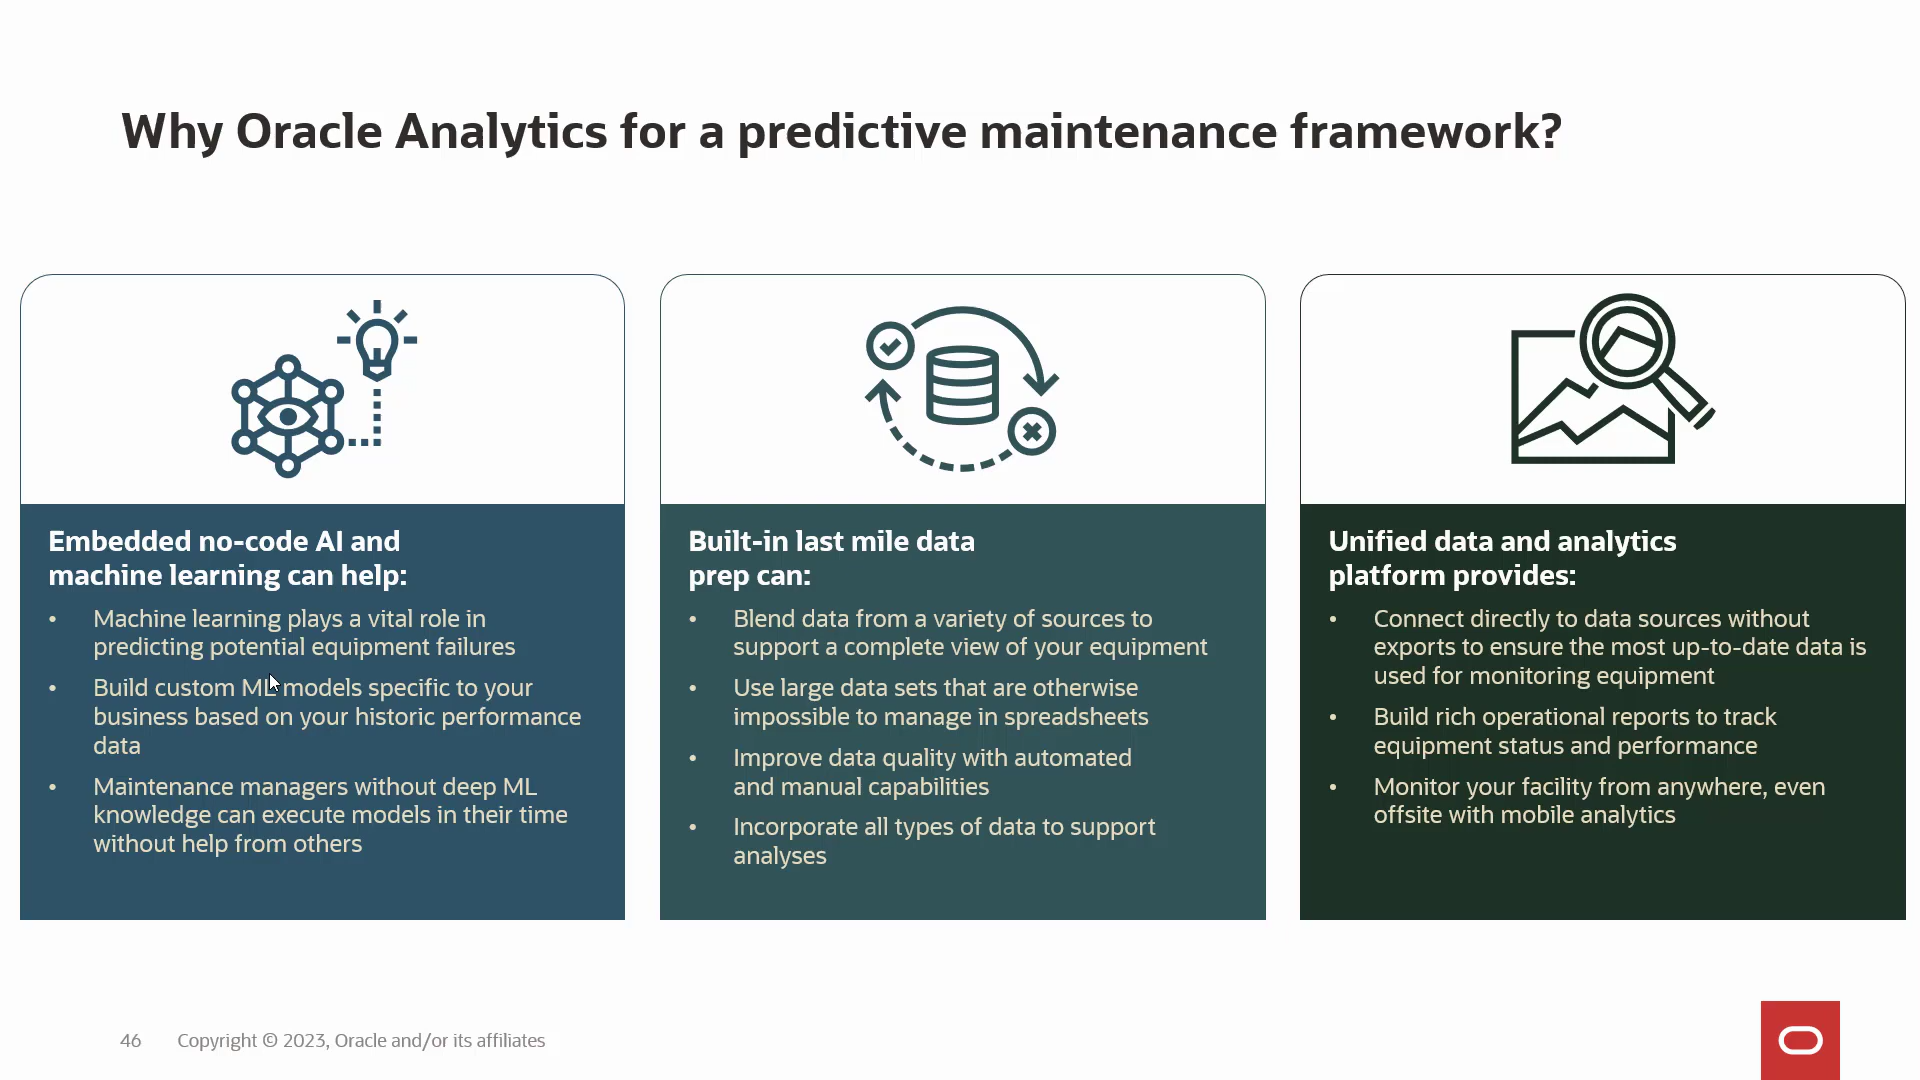 Why Oracle Analytics for a predictive maintenance framework?
Embedded no-code AI and
machine learning can help:
• Machine learning plays a vital role in
predicting potential equipment failures
• Build custom ML models specific to your
business based on your historic performance
data
• Maintenance managers without deep ML
knowledge can execute models in their time
without help from others
Built-in last mile data
prep can:
• Blend data from a variety of sources to
support a complete view of your equipment
• Use large data sets that are otherwise
impossible to manage in spreadsheets
• Improve data quality with automated
and manual capabilities
• Incorporate all types of data to support
analyses
Unified data and analytics
platform provides:
• Connect directly to data sources without
exports to ensure the most up-to-date data is
used for monitoring equipment
• Build rich operational reports to track
equipment status and performance
• Monitor your facility from anywhere, even
offsite with mobile analytics
46 Copyright © 2023, Oracle and/or its affiliates